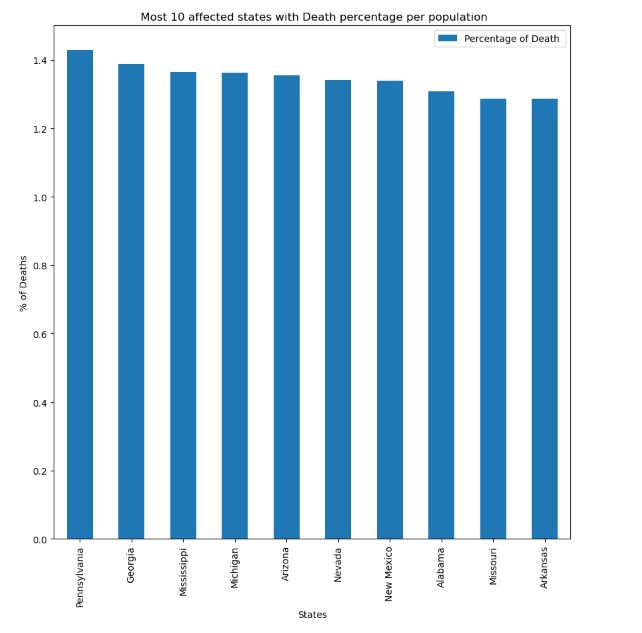 Most 10 affected states with Death percentage per population
Percentage of Death
% of Deaths
1.4
1.2
1.0
0.8
0.6
0.4
0.2
0.0
Pennsylvania
Georgia
Mississippi
Michigan
Arizona
Nevada
New Mexico
Alabama
Missouri
Arkansas
States